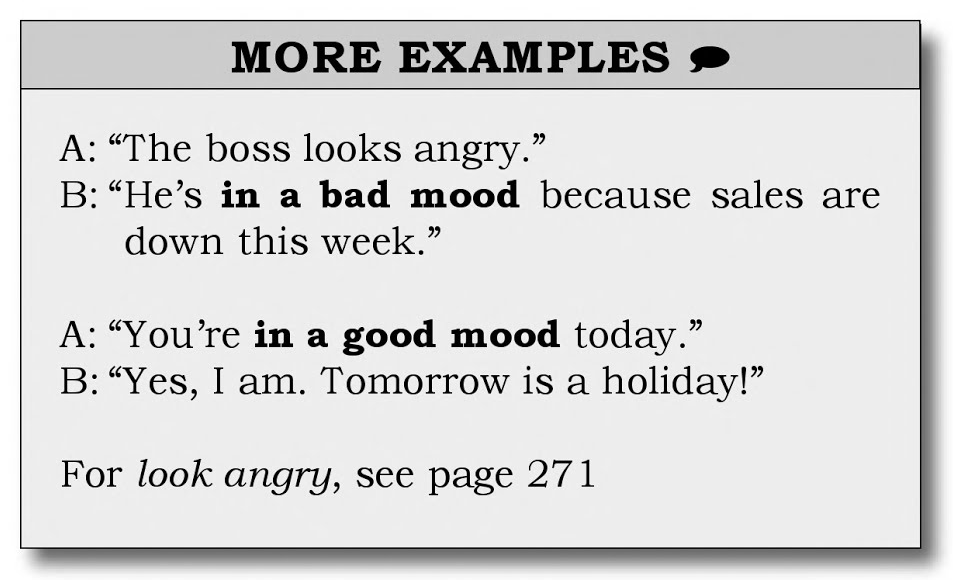 MORE EXAMPLES
A: “The boss looks angry.”
B: “He’s in a bad mood because sales are
down this week.”
A: “You’re in a good mood today.”
B: “Yes, I am. Tomorrow is a holiday!”
For look angry, see page 271